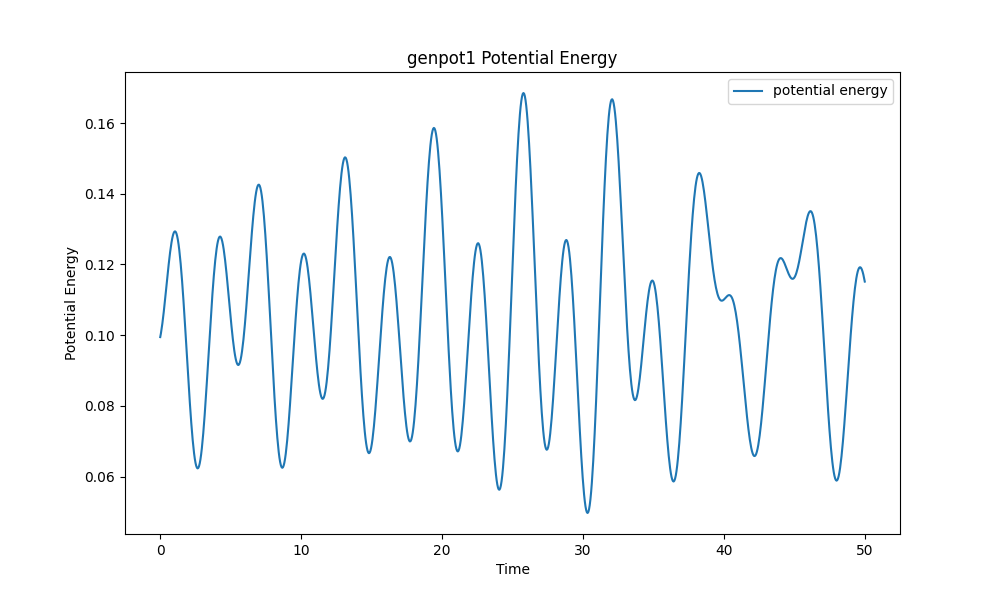 genpot1 Potential Energy
potential energy
Potential Energy
0.16
0.14
0.12
0.10
0.08
0.06
0 10 20 30 40 50
Time